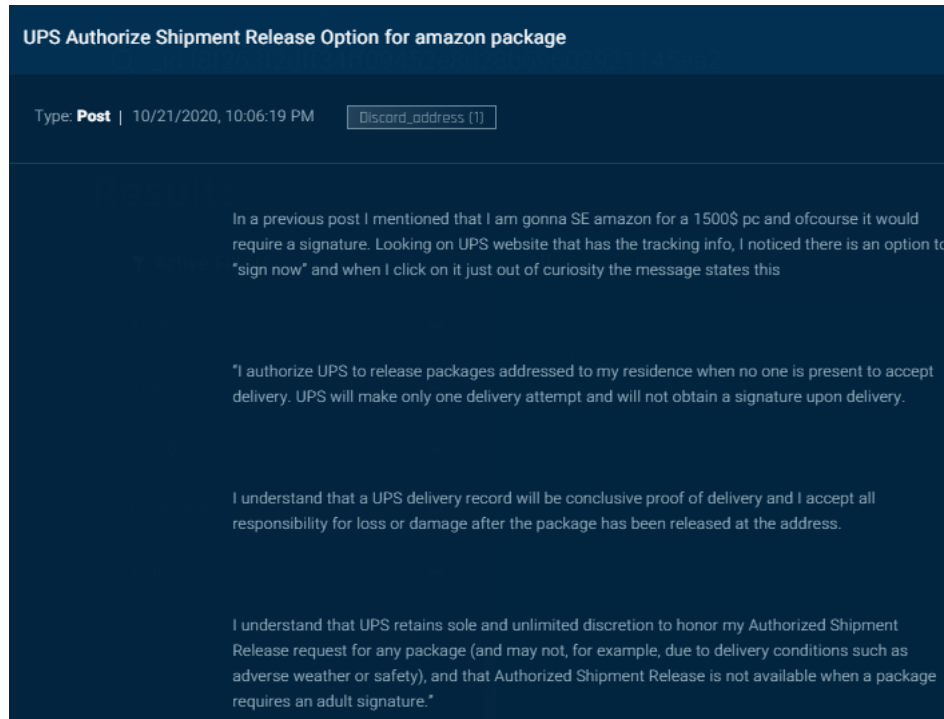 UPS Authorize Shipment Release Option for amazon package
Type: Post | 10/21/2020, 10:06:19 PM Discord_address (1)
In a previous post I mentioned that I am gonna SE amazon for a 1500$ pc and ofcourse it would
require a signature. Looking on UPS website that has the tracking info, I noticed there is an option to
"sign now" and when I click on it just out of curiosity the message states this
"I authorize UPS to release packages addressed to my residence when no one is present to accept
delivery. UPS will make only one delivery attempt and will not obtain a signature upon delivery.
I understand that a UPS delivery record will be conclusive proof of delivery and I accept all
responsibility for loss or damage after the package has been released at the address.
I understand that UPS retains sole and unlimited discretion to honor my Authorized Shipment
Release request for any package (and may not, for example, due to delivery conditions such as
adverse weather or safety), and that Authorized Shipment Release is not available when a package
requires an adult signature."